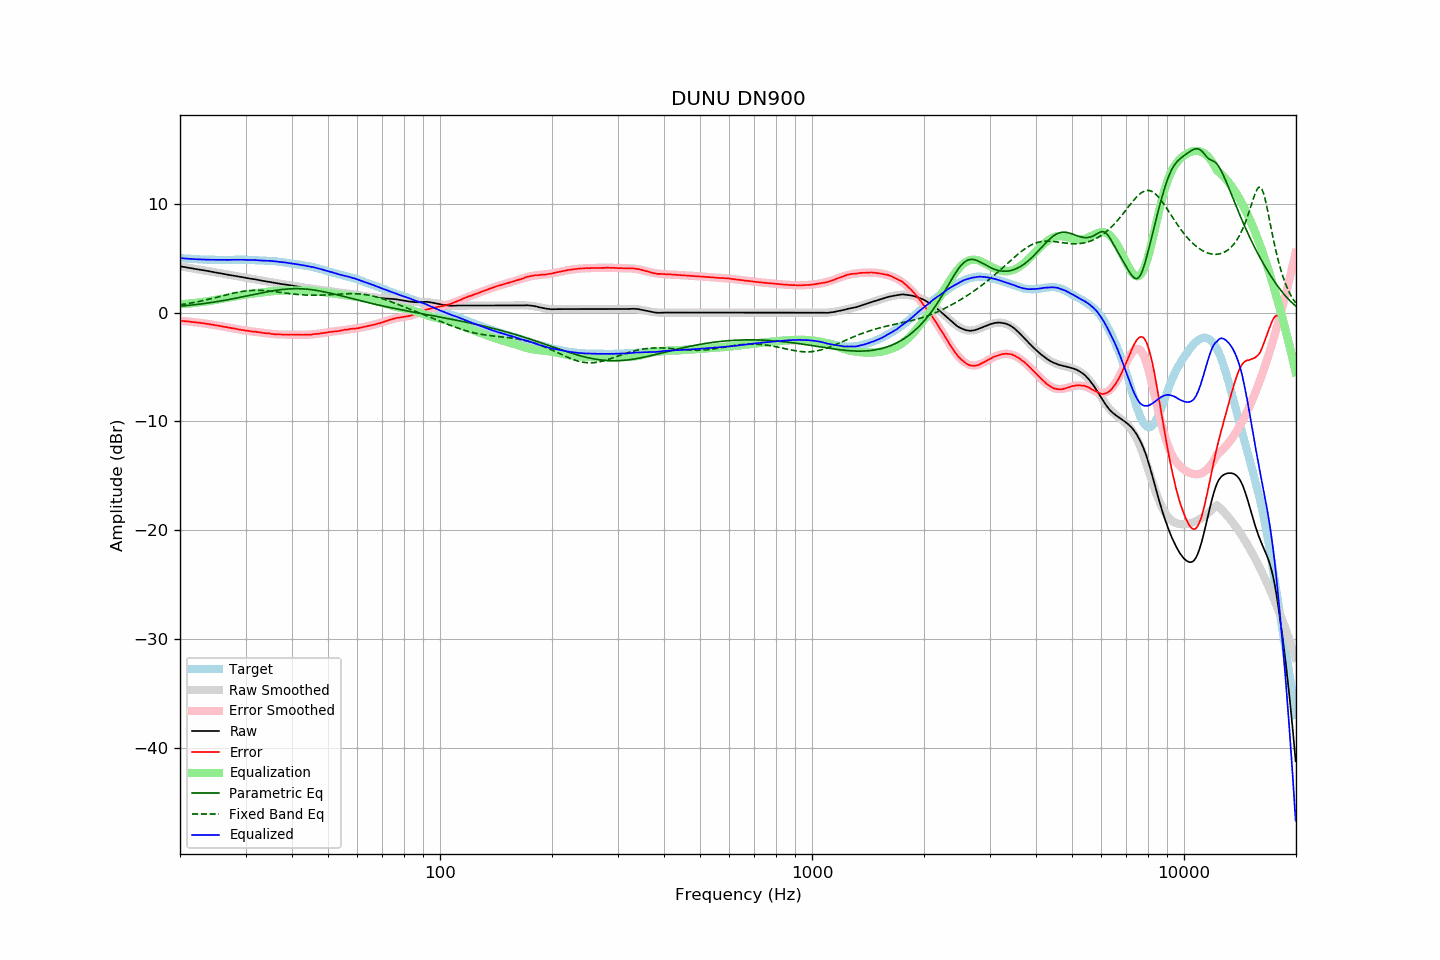 DUNU DN900
Amplitude (dBr)
10
0
−10
−20
−30
−40
Target
Raw Smoothed
Error Smoothed
Raw
Error
Equalization
Parametric Eq
Fixed Band Eq
Equalized
100 1000 10000
Frequency (Hz)